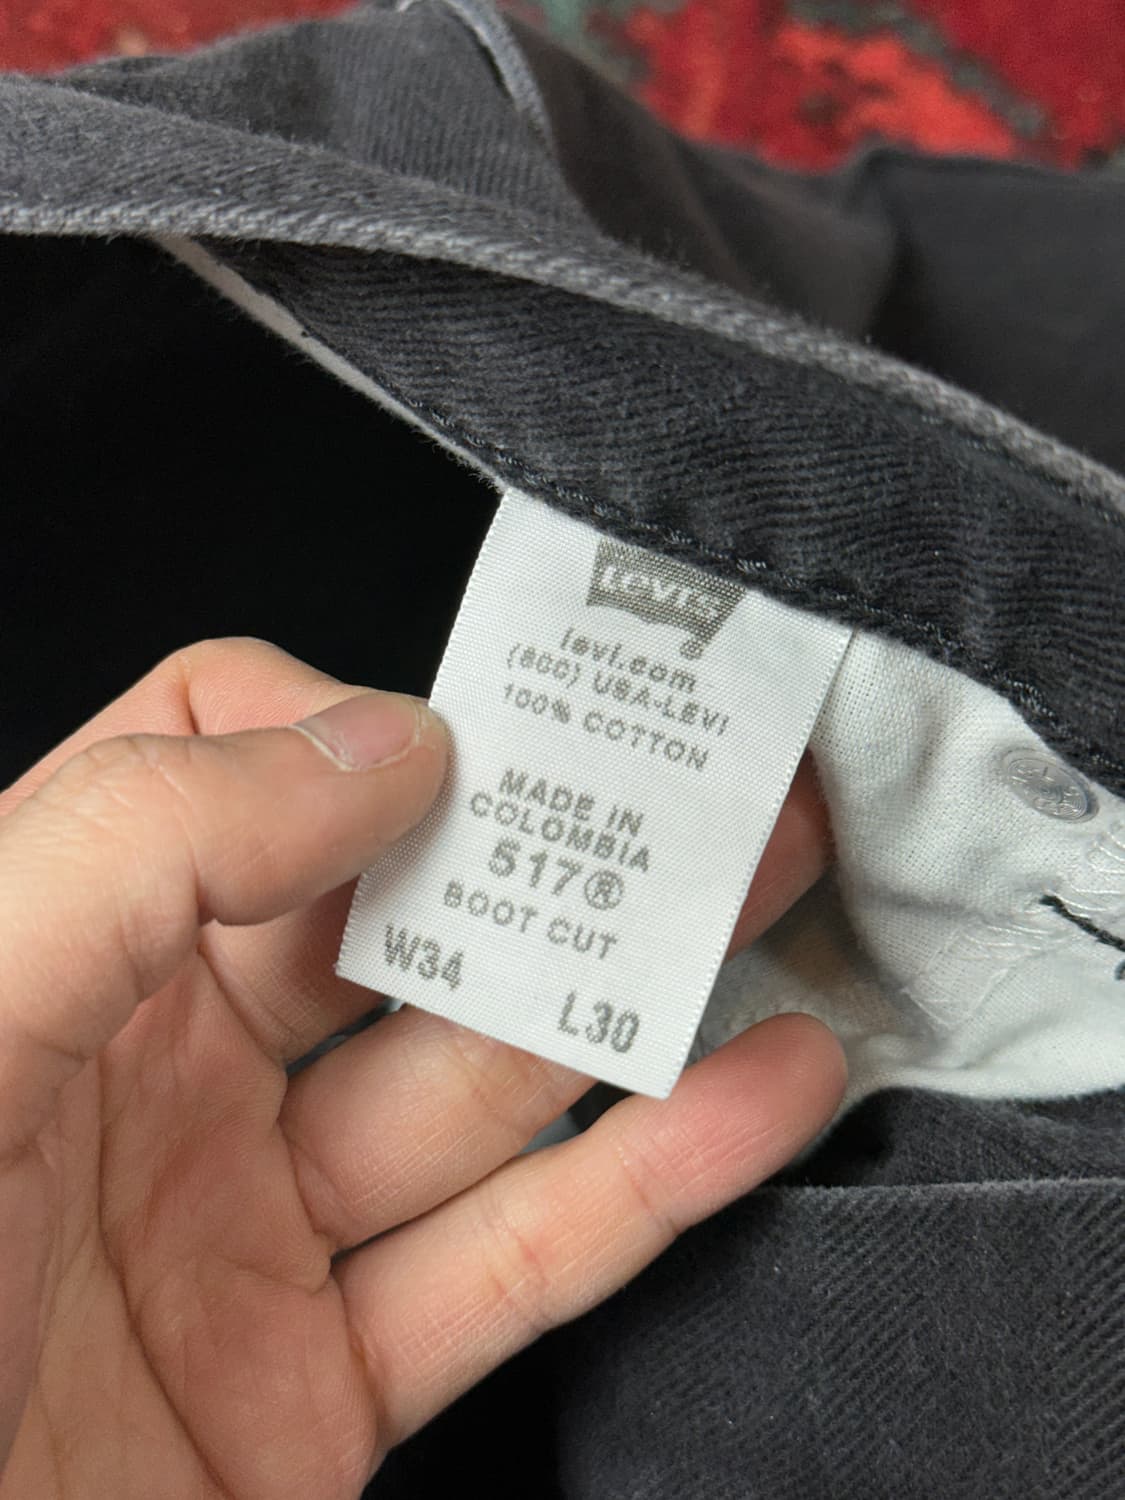 LEVI'S
levi.com
(800) USA-LEVI
100% COTTON
MADE IN
COLOMBIA
517®
BOOT CUT
W34
L30